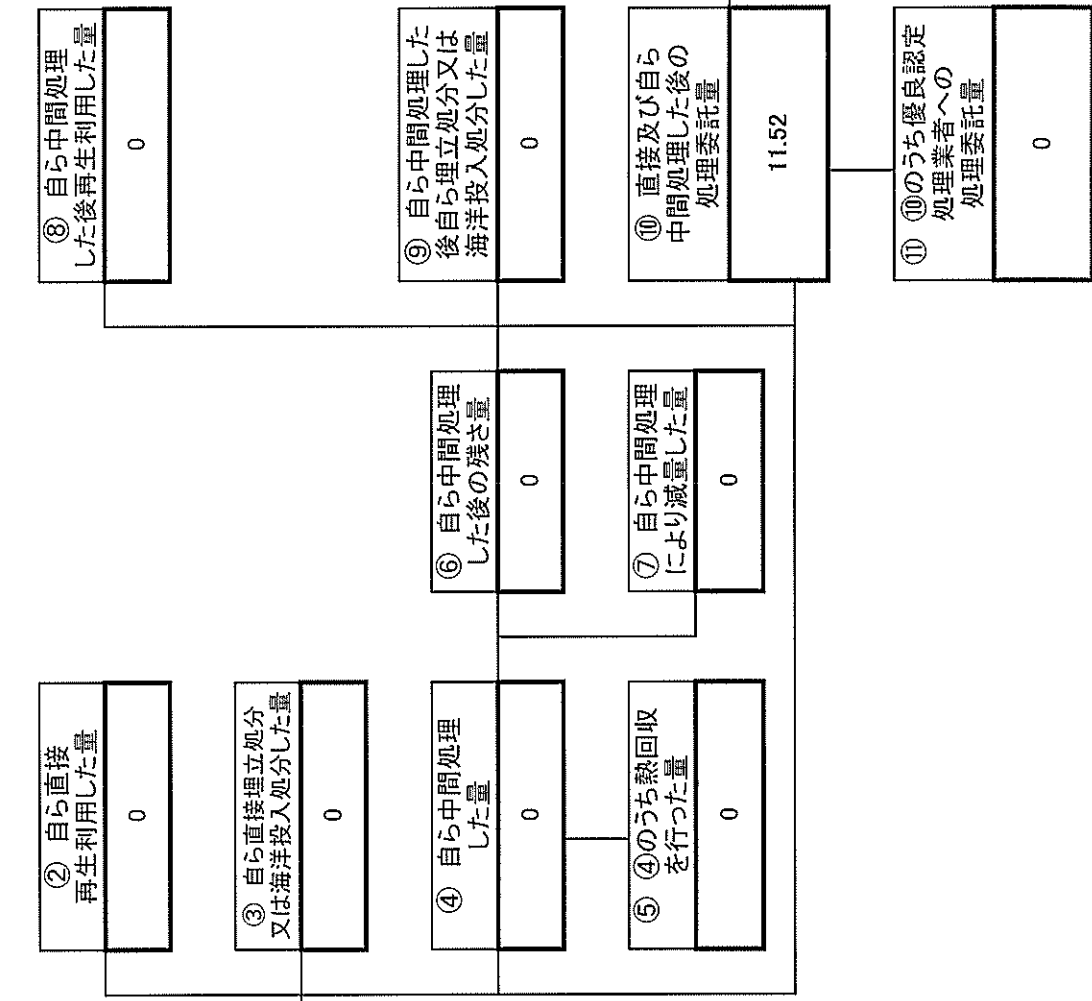 ② 自ら直接
再生利用した量
0
③ 自ら直接埋立処分
又は海洋投入処分した量
0
④ 自ら中間処理
した量
0
⑤ ④のうち熱回収
を行った量
0
⑥ 自ら中間処理
した後の残さ量
0
⑦ 自ら中間処理
により減量した量
0
⑧ 自ら中間処理
した後再生利用した量
0
⑨ 自ら中間処理した
後自ら埋立処分又は
海洋投入処分した量
0
⑩ 直接及び自ら
中間処理した後の
処理委託量
11.52
⑪ ⑩のうち優良認定
処理業者への
処理委託量
0